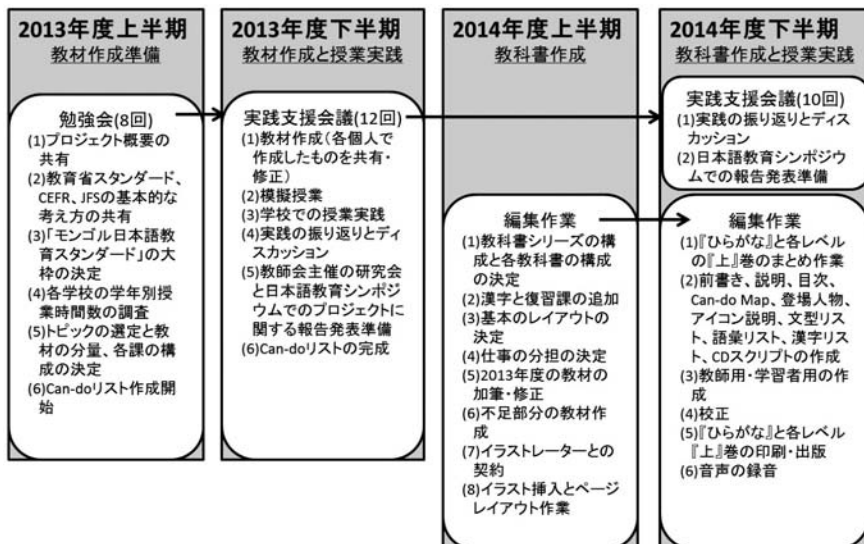 2013年度上半期
教材作成準備
勉強会(8回)
(1)プロジェクト概要の
共有
(2)教育省スタンダード、
CEFR、JFSの基本的な
考え方の共有
(3)「モンゴル日本語教
育スタンダード」の大
枠の決定
(4)各学校の学年別授
業時間数の調査
(5)トピックの選定と教
材の分量、各課の構
成の決定
(6)Can-doリスト作成開
始
2013年度下半期
教材作成と授業実践
実践支援会議(12回)
(1)教材作成(各個人で
作成したものを共有・
修正)
(2)模擬授業
(3)学校での授業実践
(4)実践の振り返りとディ
スカッション
(5)教師会主催の研究会
と日本語教育シンポジ
ウムでのプロジェクトに
関する報告発表準備
(6)Can-doリストの完成
2014年度上半期
教科書作成
編集作業
(1)教科書シリーズの構
成と各教科書の構成
の決定
(2)漢字と復習課の追加
(3)基本のレイアウトの
決定
(4)仕事の分担の決定
(5)2013年度の教材の
加筆・修正
(6)不足部分の教材作
成
(7)イラストレーターとの
契約
(8)イラスト挿入とページ
レイアウト作業
2014年度下半期
教科書作成と授業実践
実践支援会議(10回)
(1)実践の振り返りとディス
カッション
(2)日本語教育シンポジウ
ムでの報告発表準備
編集作業
(1)『ひらがな』と各レベル
の『上』巻のまとめ作業
(2)前書き、説明、目次、
Can-do Map、登場人物、
アイコン説明、文型リス
ト、語彙リスト、漢字リス
ト、CDスクリプトの作成
(3)教師用・学習者用の作
成
(4)校正
(5)『ひらがな』と各レベル
『上』巻の印刷・出版
(6)音声の録音